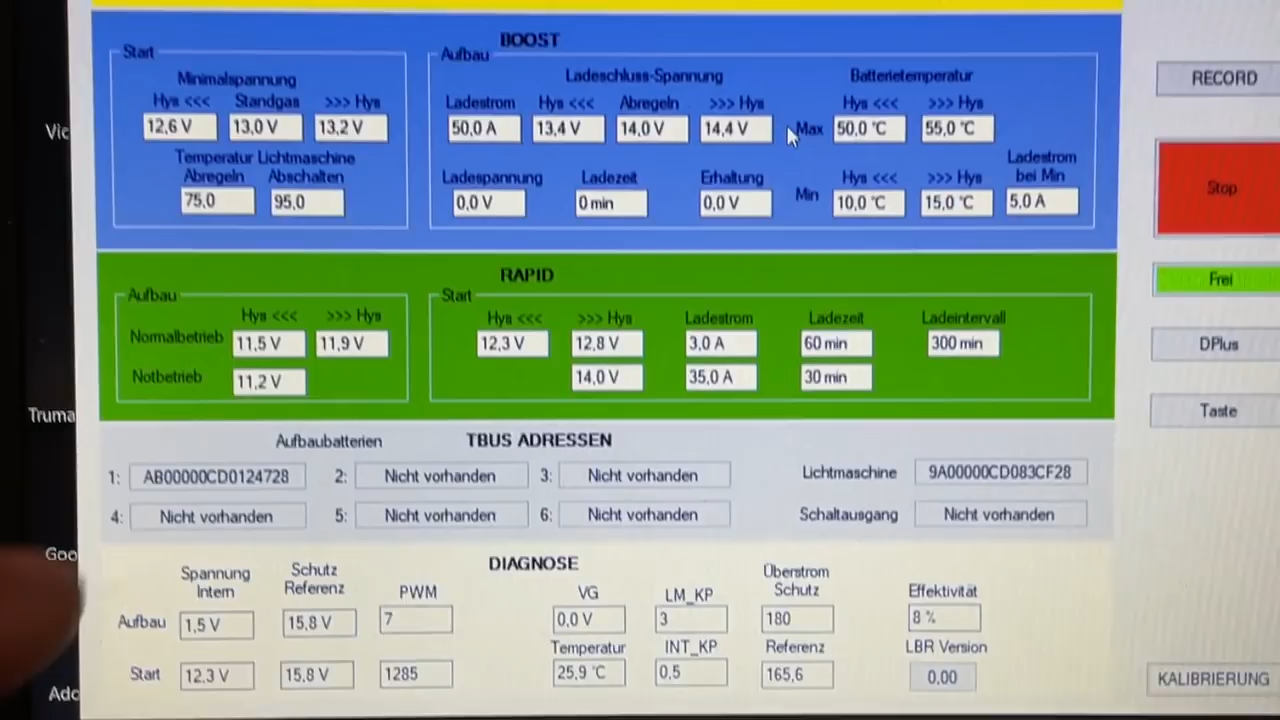 BOOST
Start
Minimalspannung
Hys <<< Standgas >>> Hys
12,6 V 13,0 V 13,2 V
Temperatur Lichtmaschine
Abregeln Abschalten
75,0 95,0
Aufbau
Ladeschluss-Spannung Batterietemperatur
Ladestrom Hys <<< Abregeln >>> Hys Hys <<< >>> Hys
50,0 A 13,4 V 14,0 V 14,4 V Max 50,0 °C 55,0 °C
Ladespannung Ladezeit Erhaltung Min Hys <<< >>> Hys Ladestrom
bei Min
0,0 V 0 min 0,0 V 10,0 °C 15,0 °C 5,0 A
RAPID
Aufbau
Hys <<< >>> Hys
Normalbetrieb 11,5 V 11,9 V
Notbetrieb 11,2 V
Start
Hys <<< >>> Hys Ladestrom Ladezeit Ladeintervall
12,3 V 12,8 V 3,0 A 60 min 300 min
14,0 V 35,0 A 30 min
Aufbaubatterien TBUS ADRESSEN
1: AB00000CD0124728 2: Nicht vorhanden 3: Nicht vorhanden Lichtmaschine 9A00000CD083CF28
4: Nicht vorhanden 5: Nicht vorhanden 6: Nicht vorhanden Schaltausgang Nicht vorhanden
DIAGNOSE
Spannung
Intern
Schutz
Referenz
PWM VG LM_KP
Überstrom
Schutz
Effektivität
Aufbau 1,5 V 15,8 V 7 0,0 V 3 180 8 %
Temperatur INT_KP Referenz LBR Version
Start 12,3 V 15,8 V 1285 25,9 °C 0,5 165,6 0,00
RECORD
Stop
Frei
DPlus
Taste
KALIBRIERUNG
Vic
Truma
Goo
Adc